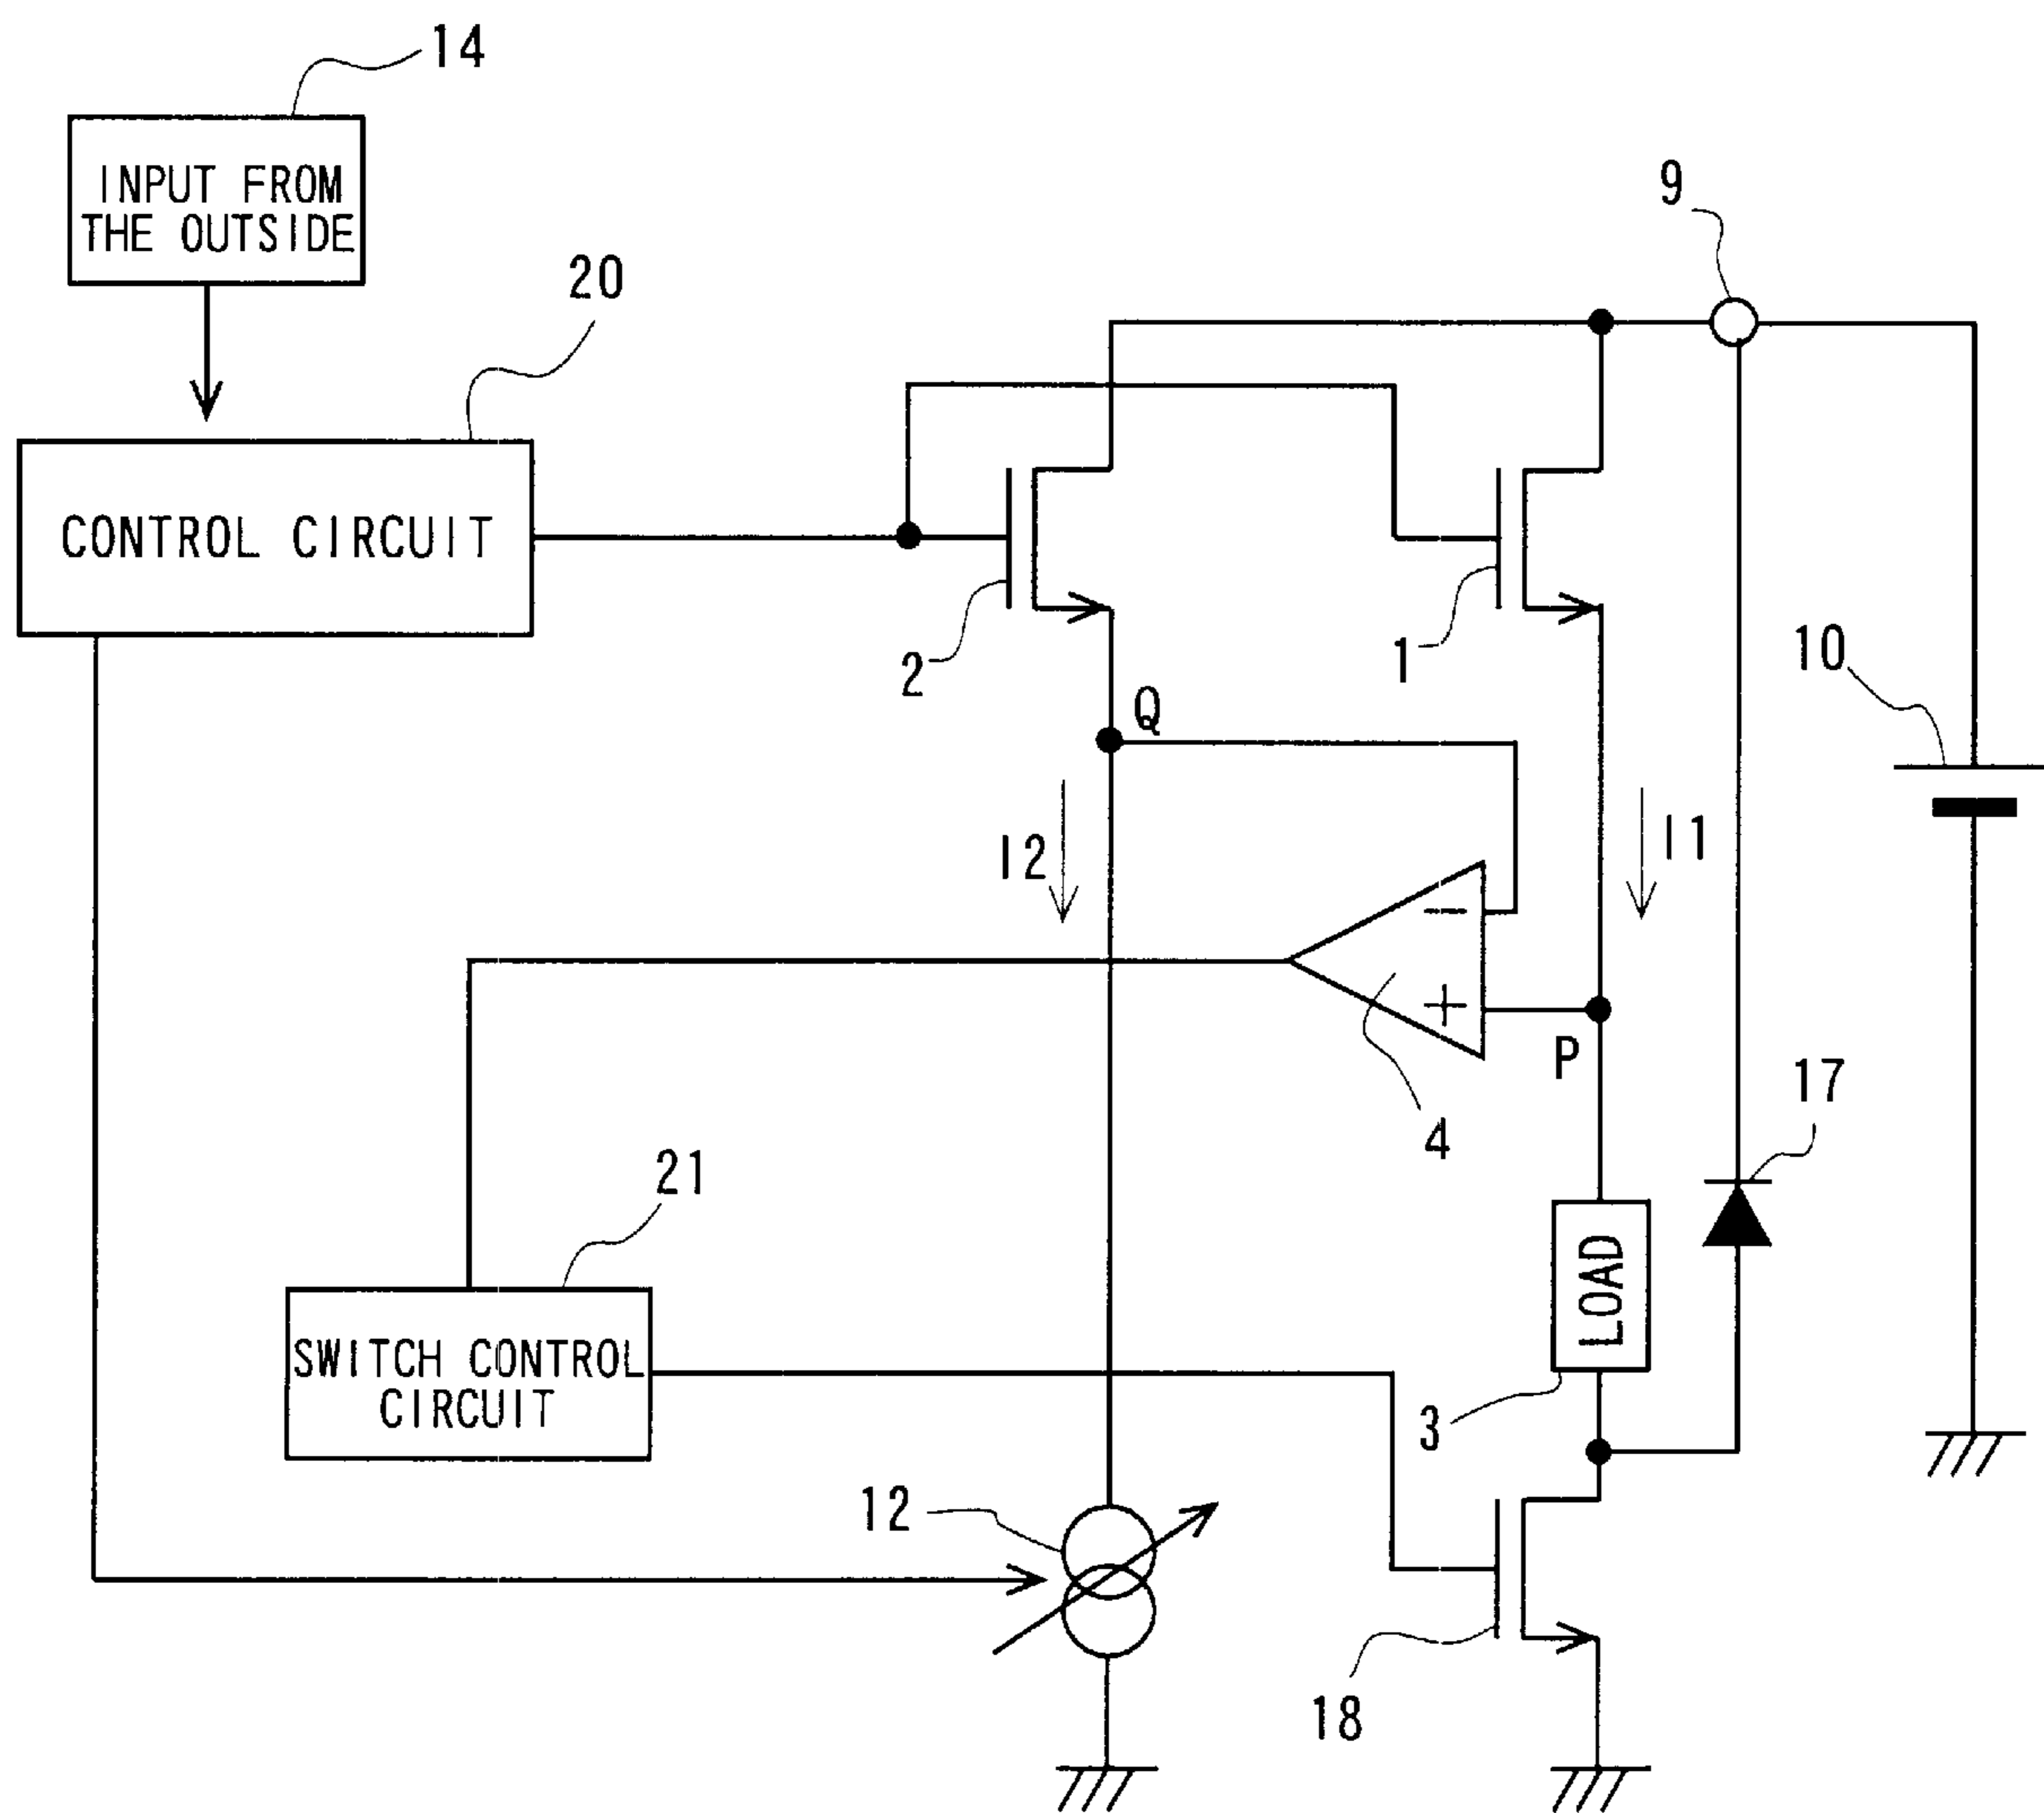 14
INPUT FROM
THE OUTSIDE
9
20
CONTROL CIRCUIT
2
1
10
Q
I2
I1
−
+
P
4
17
21
LOAD
SWITCH CONTROL
CIRCUIT
3
12
18